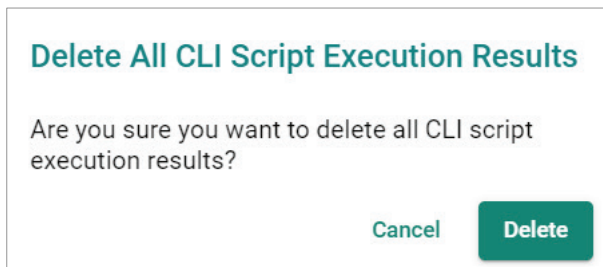 Delete All CLI Script Execution Results
Are you sure you want to delete all CLI script
execution results?
Cancel Delete